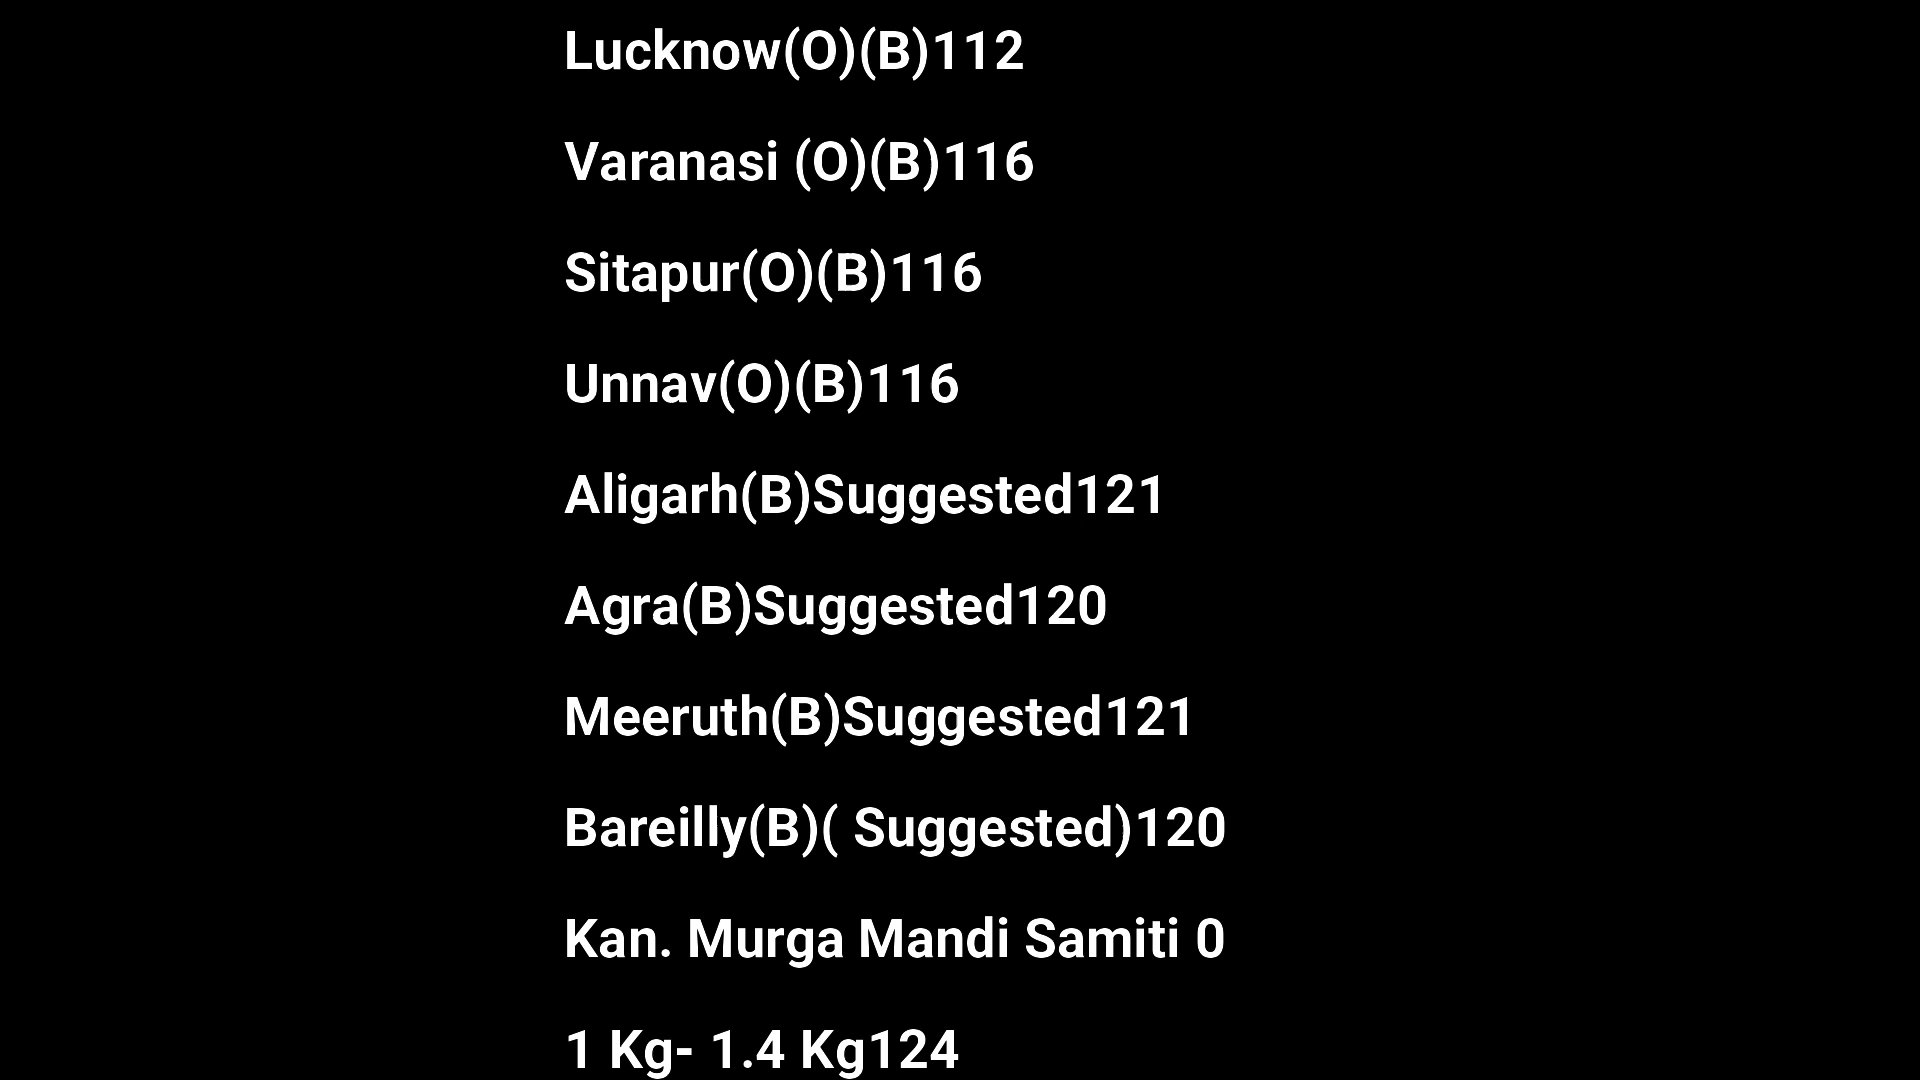 Lucknow(O)(B)112
Varanasi (O)(B)116
Sitapur(O)(B)116
Unnav(O)(B)116
Aligarh(B)Suggested121
Agra(B)Suggested120
Meeruth(B)Suggested121
Bareilly(B)( Suggested)120
Kan. Murga Mandi Samiti 0
1 Kg- 1.4 Kg124